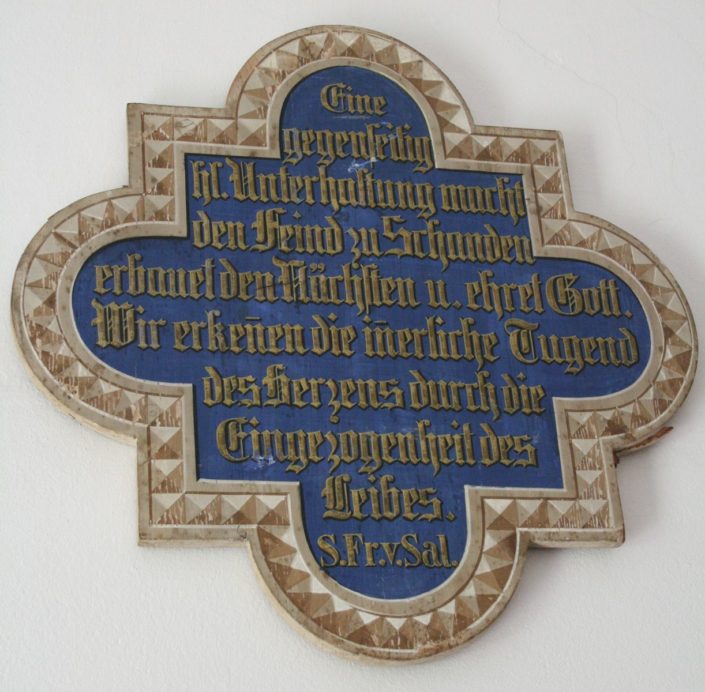 Eine
gegenseitig
hl. Unterhaltung macht
den Feind zu Schanden
erbauet den Nächsten u. ehret Gott.
Wir erkeñen die iñerliche Tugend
des Herzens durch die
Eingezogenheit des
Leibes.
S.Fr.v.Sal.